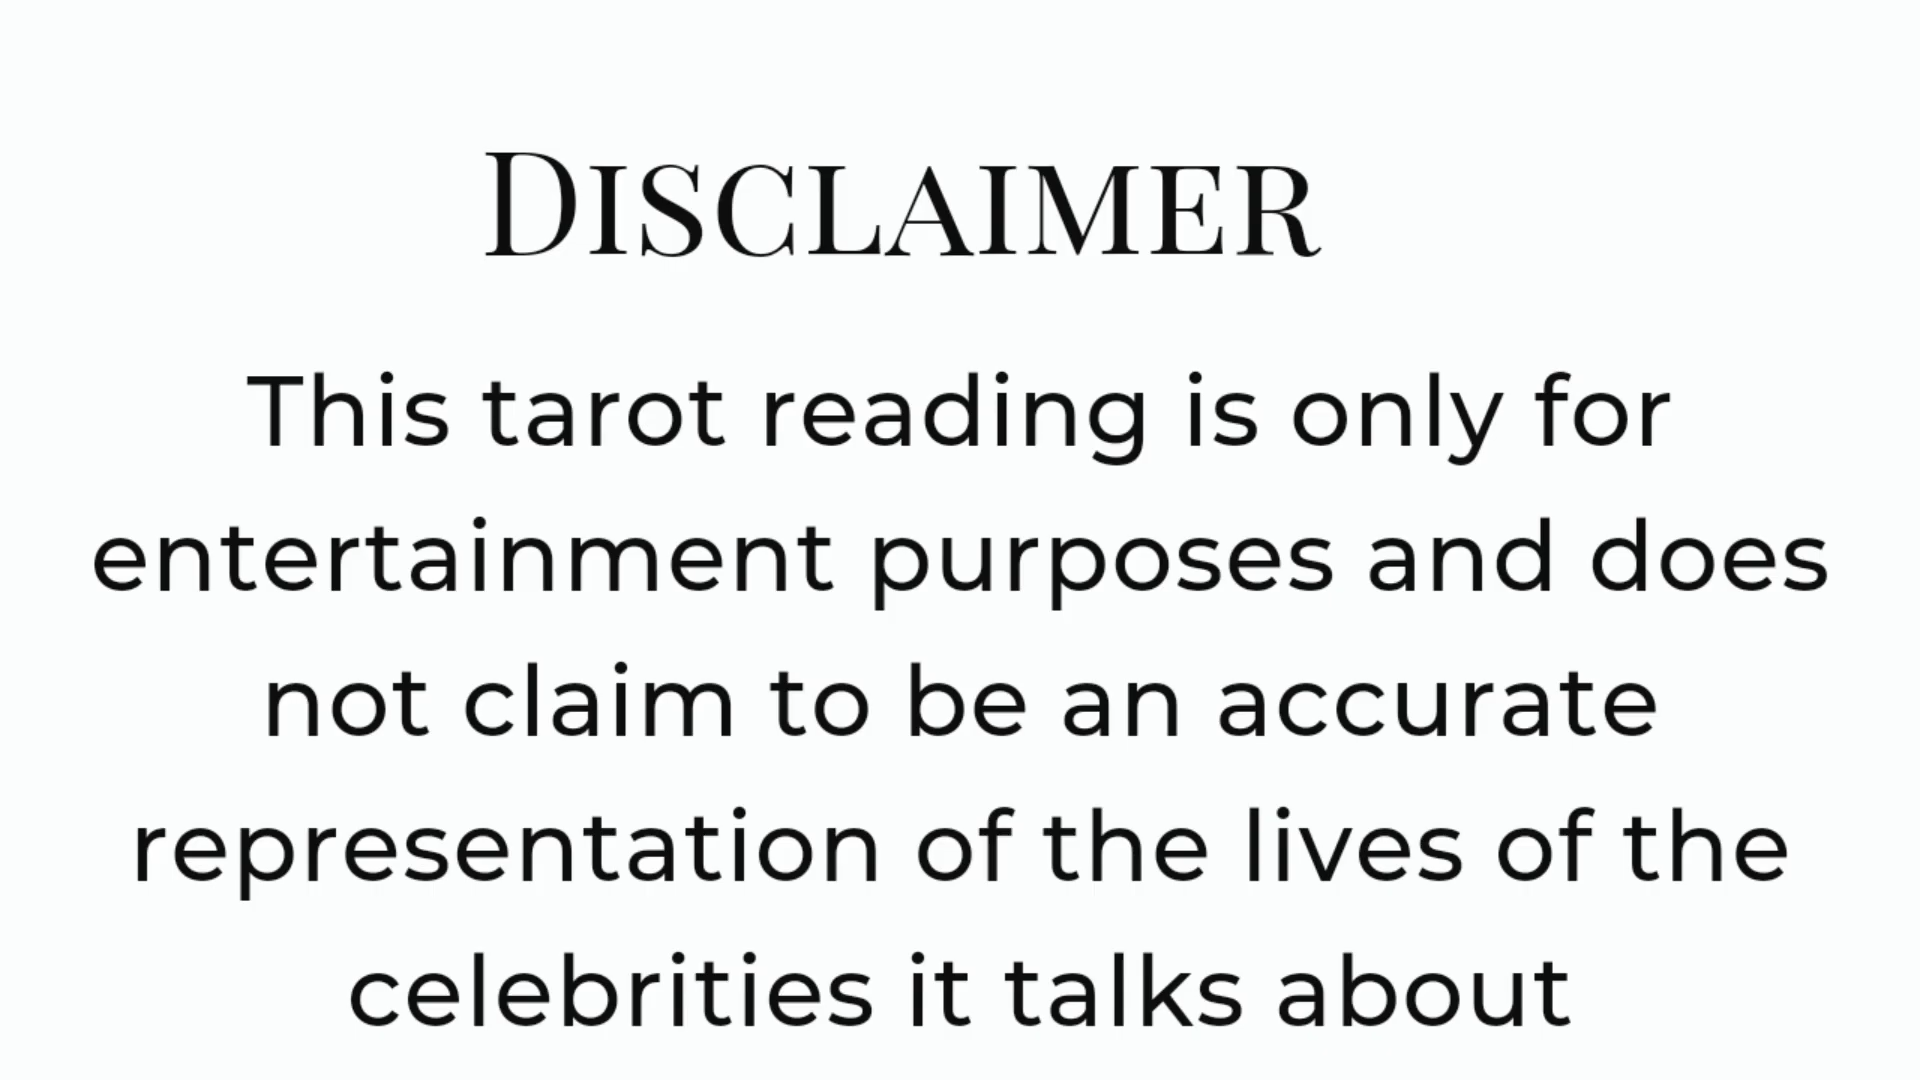 DISCLAIMER
This tarot reading is only for
entertainment purposes and does
not claim to be an accurate
representation of the lives of the
celebrities it talks about